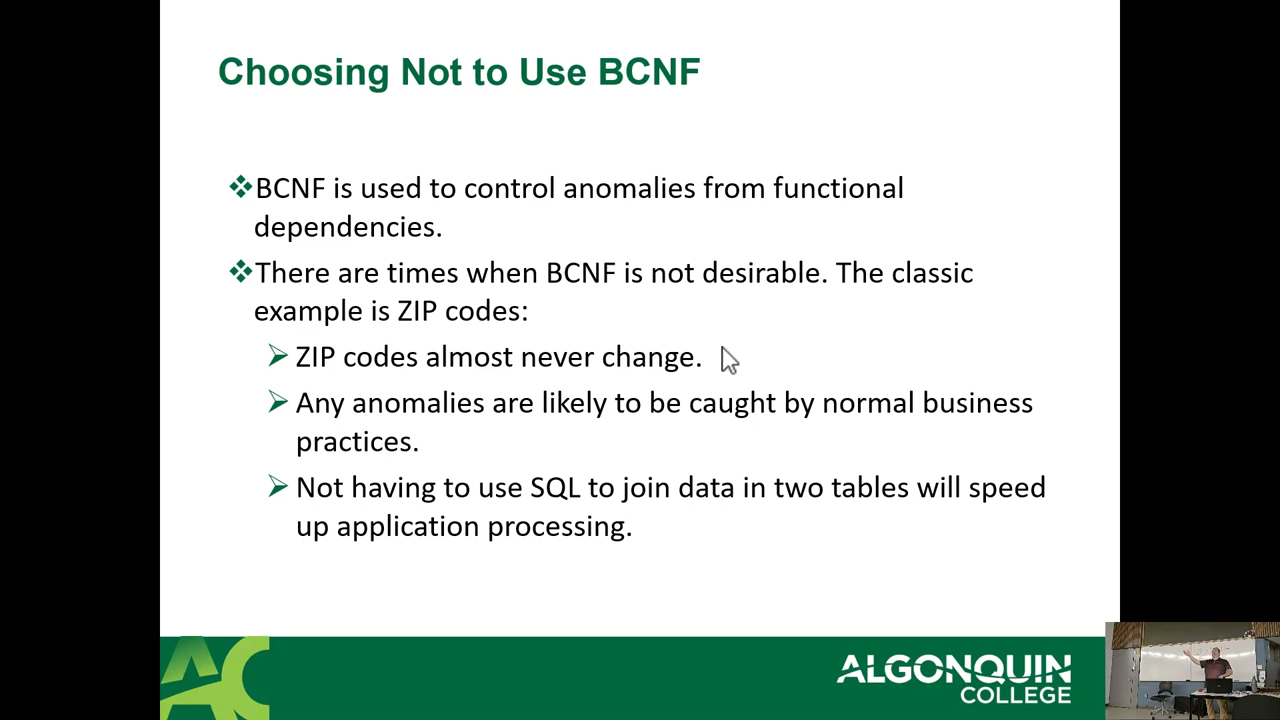 Choosing Not to Use BCNF
BCNF is used to control anomalies from functional
dependencies.
There are times when BCNF is not desirable. The classic
example is ZIP codes:
ZIP codes almost never change.
Any anomalies are likely to be caught by normal business
practices.
Not having to use SQL to join data in two tables will speed
up application processing.
AC
ALGONQUIN
COLLEGE